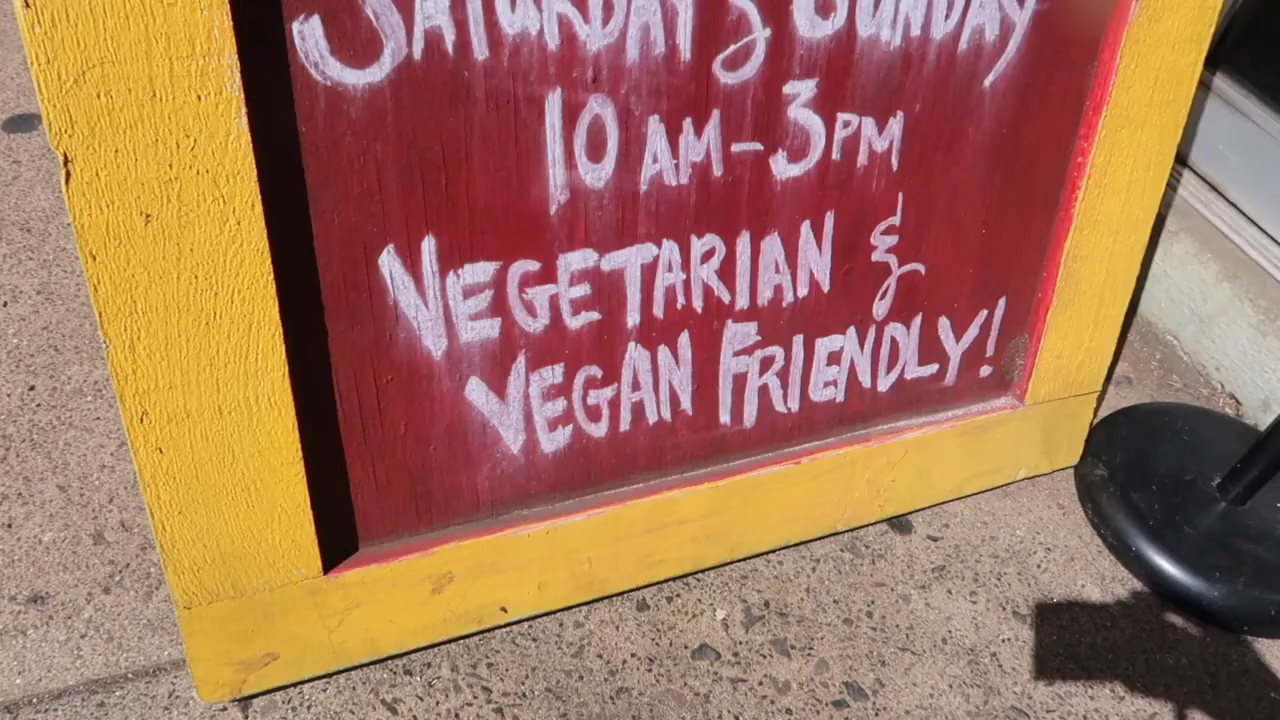 SATURDAY & SUNDAY
10 AM - 3 PM
VEGETARIAN &
VEGAN FRIENDLY!